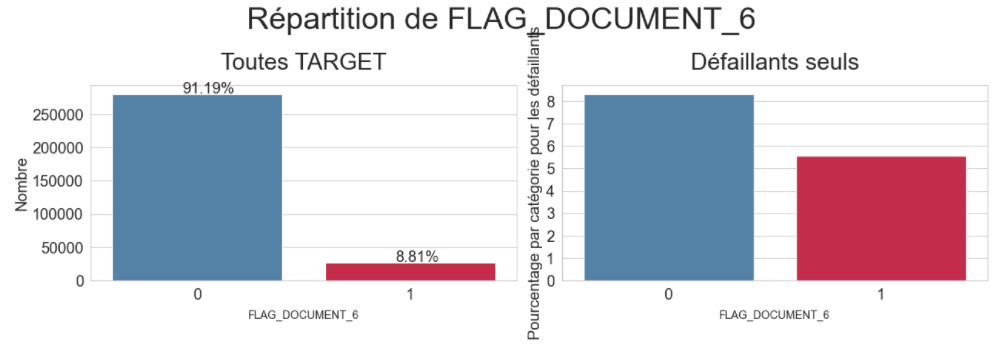 Répartition de FLAG_DOCUMENT_6
Toutes TARGET
Nombre
250000
200000
150000
100000
50000
0
91.19%
8.81%
0 1
FLAG_DOCUMENT_6
Défaillants seuls
Pourcentage par catégorie pour les défaillants
8
7
6
5
4
3
2
1
0
0 1
FLAG_DOCUMENT_6